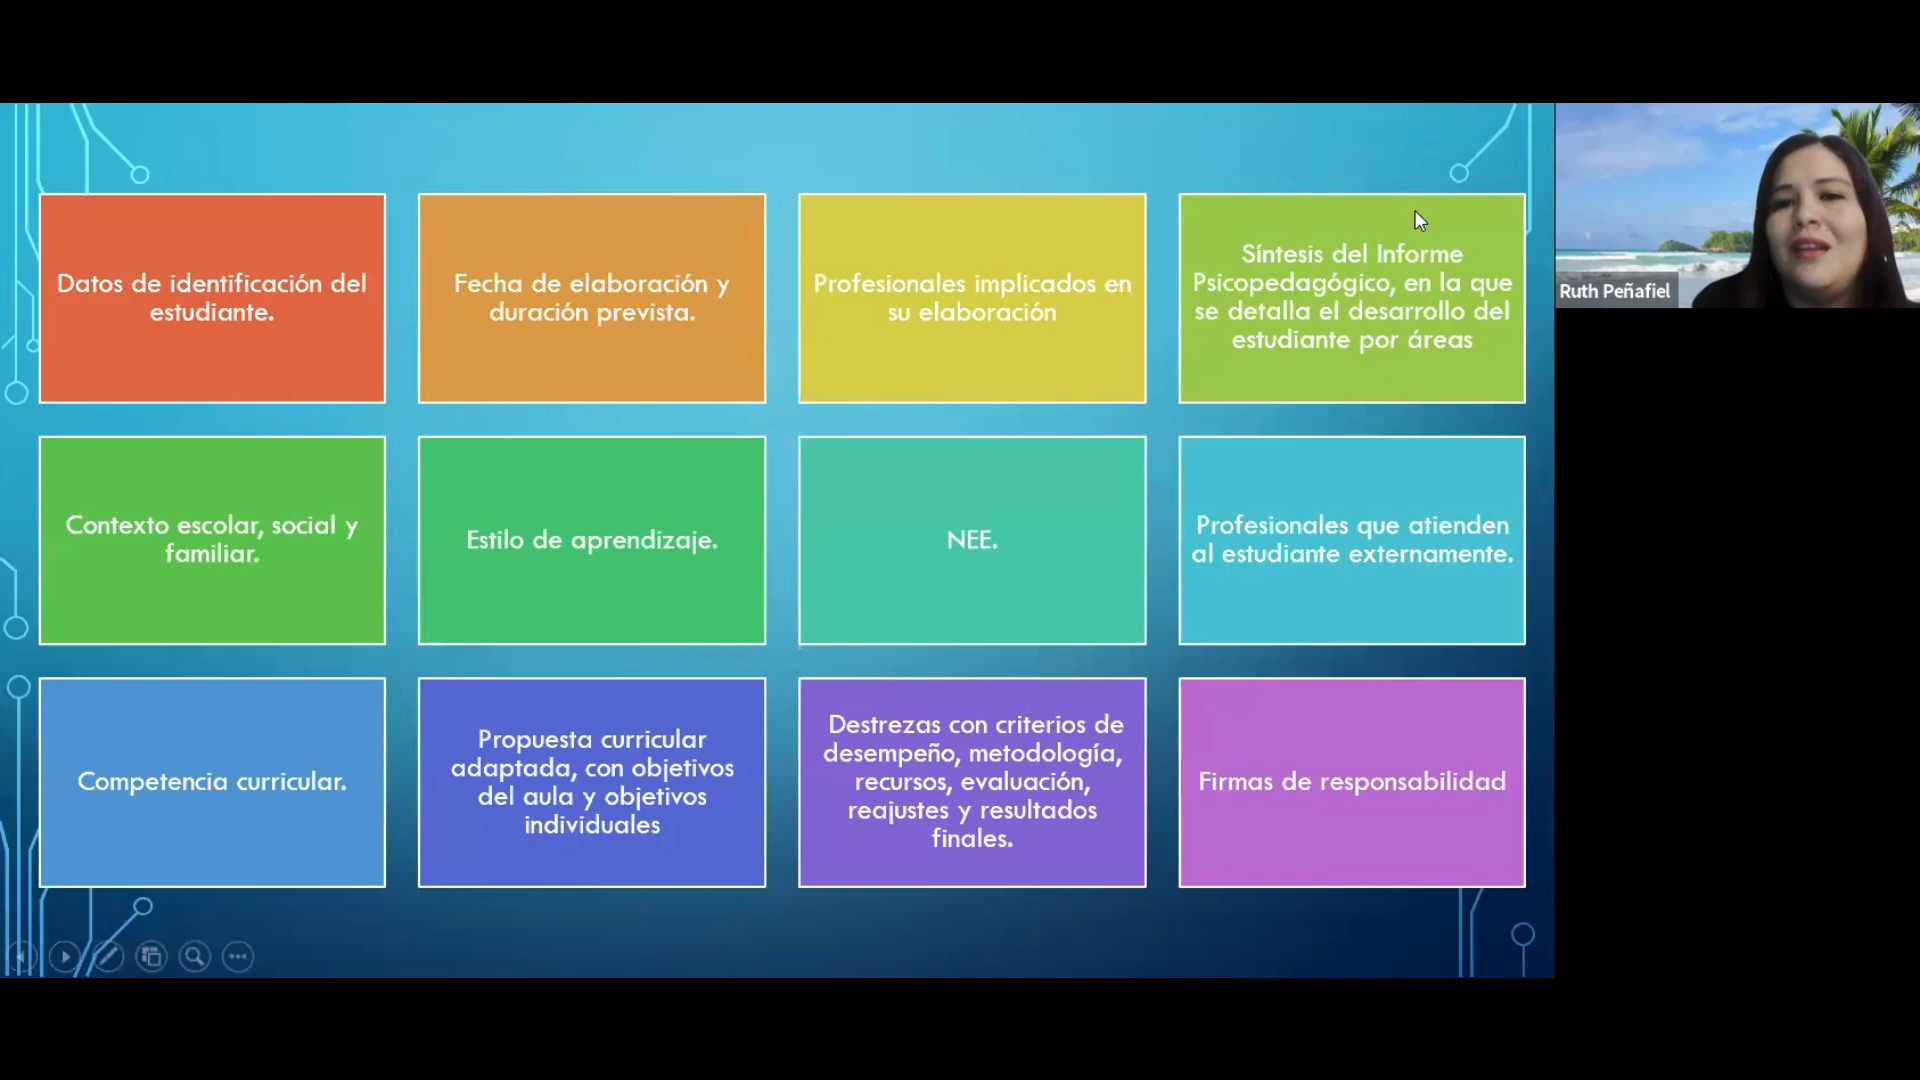 Datos de identificación del
estudiante.
Fecha de elaboración y
duración prevista.
Profesionales implicados en
su elaboración
Síntesis del Informe
Psicopedagógico, en la que
se detalla el desarrollo del
estudiante por áreas
Contexto escolar, social y
familiar.
Estilo de aprendizaje.
NEE.
Profesionales que atienden
al estudiante externamente.
Competencia curricular.
Propuesta curricular
adaptada, con objetivos
del aula y objetivos
individuales
Destrezas con criterios de
desempeño, metodología,
recursos, evaluación,
reajustes y resultados
finales.
Firmas de responsabilidad
Ruth Peñafiel